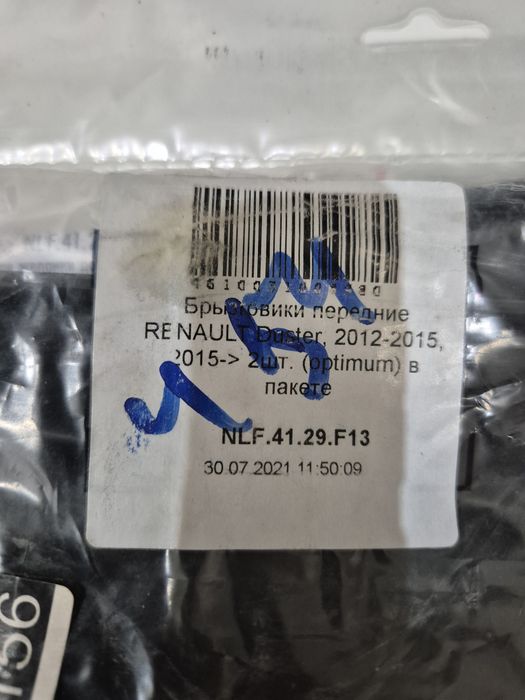 Брызговики передние
RENAULT Duster, 2012-2015,
2015-> 2шт. (optimum) в
пакете
NLF.41.29.F13
30.07.2021 11:50:09